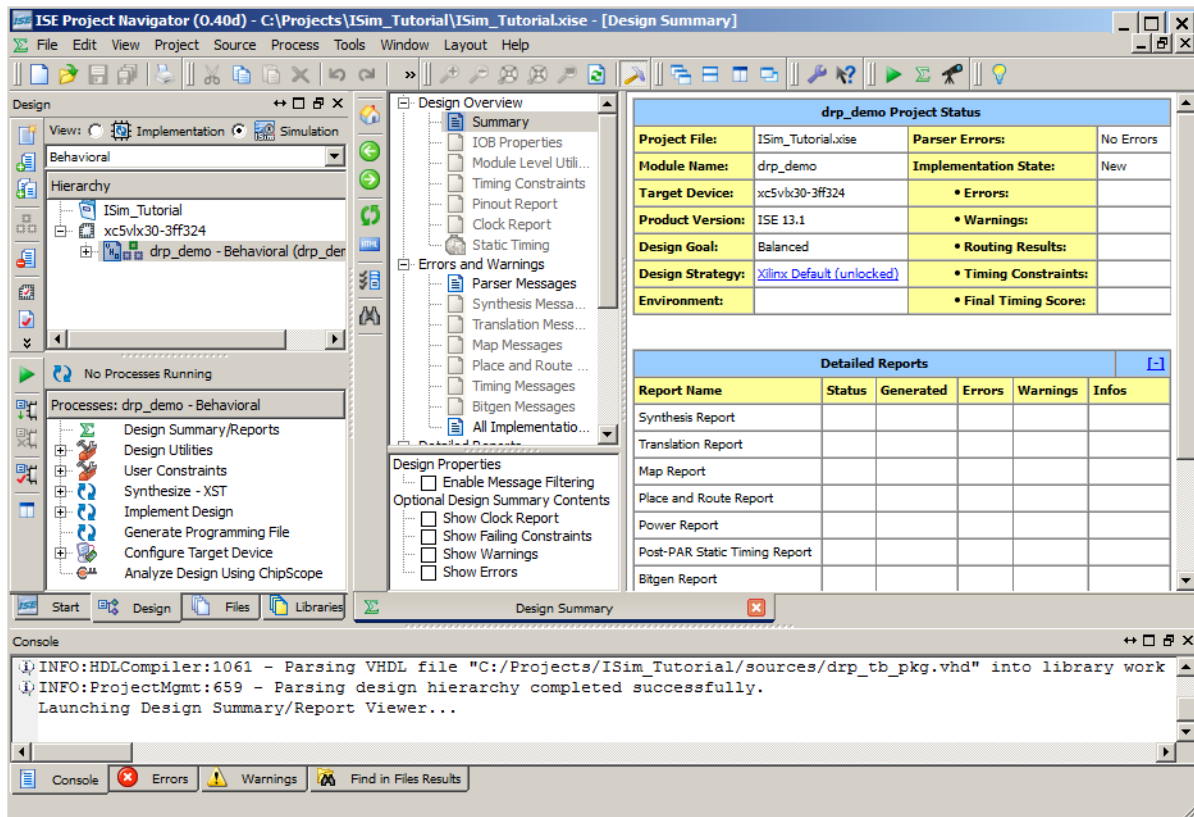 ISE Project Navigator (O.40d) - C:\Projects\ISim_Tutorial\ISim_Tutorial.xise - [Design Summary]
File Edit View Project Source Process Tools Window Layout Help
Design
View: Implementation Simulation
Behavioral
Hierarchy
ISim_Tutorial
xc5vlx30-3ff324
drp_demo - Behavioral (drp_der
No Processes Running
Processes: drp_demo - Behavioral
Design Summary/Reports
Design Utilities
User Constraints
Synthesize - XST
Implement Design
Generate Programming File
Configure Target Device
Analyze Design Using ChipScope
Start Design Files Libraries
Design Overview
Summary
IOB Properties
Module Level Utili...
Timing Constraints
Pinout Report
Clock Report
Static Timing
Errors and Warnings
Parser Messages
Synthesis Messa...
Translation Mess...
Map Messages
Place and Route ...
Timing Messages
Bitgen Messages
All Implementatio...
Detailed Reports
Design Properties
Enable Message Filtering
Optional Design Summary Contents
Show Clock Report
Show Failing Constraints
Show Warnings
Show Errors
drp_demo Project Status
Project File: ISim_Tutorial.xise Parser Errors: No Errors
Module Name: drp_demo Implementation State: New
Target Device: xc5vlx30-3ff324 • Errors:
Product Version: ISE 13.1 • Warnings:
Design Goal: Balanced • Routing Results:
Design Strategy: Xilinx Default (unlocked) • Timing Constraints:
Environment: • Final Timing Score:
Detailed Reports [-]
Report Name Status Generated Errors Warnings Infos
Synthesis Report
Translation Report
Map Report
Place and Route Report
Power Report
Post-PAR Static Timing Report
Bitgen Report
Design Summary
Console
INFO:HDLCompiler:1061 - Parsing VHDL file "C:/Projects/ISim_Tutorial/sources/drp_tb_pkg.vhd" into library work
INFO:ProjectMgmt:659 - Parsing design hierarchy completed successfully.
Launching Design Summary/Report Viewer...
Console Errors Warnings Find in Files Results